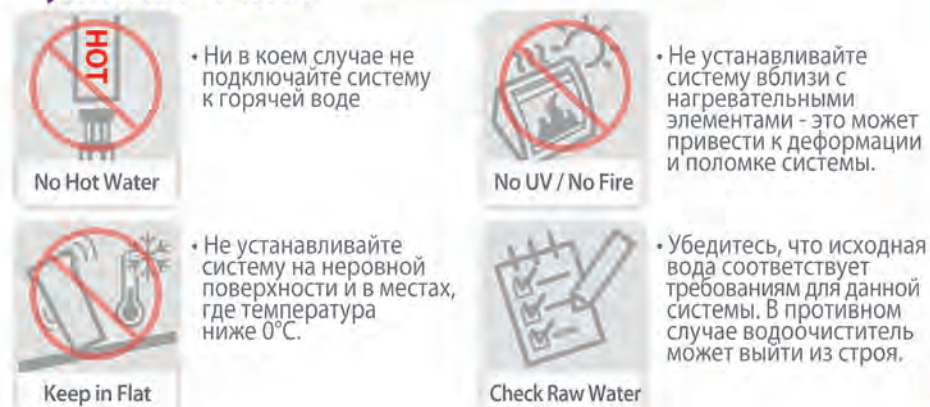 HOT
No Hot Water
• Ни в коем случае не
подключайте систему
к горячей воде
No UV / No Fire
• Не устанавливайте
систему вблизи с
нагревательными
элементами - это может
привести к деформации
и поломке системы.
Keep in Flat
• Не устанавливайте
систему на неровной
поверхности и в местах,
где температура
ниже 0°C.
Check Raw Water
• Убедитесь, что исходная
вода соответствует
требованиям для данной
системы. В противном
случае водоочиститель
может выйти из строя.